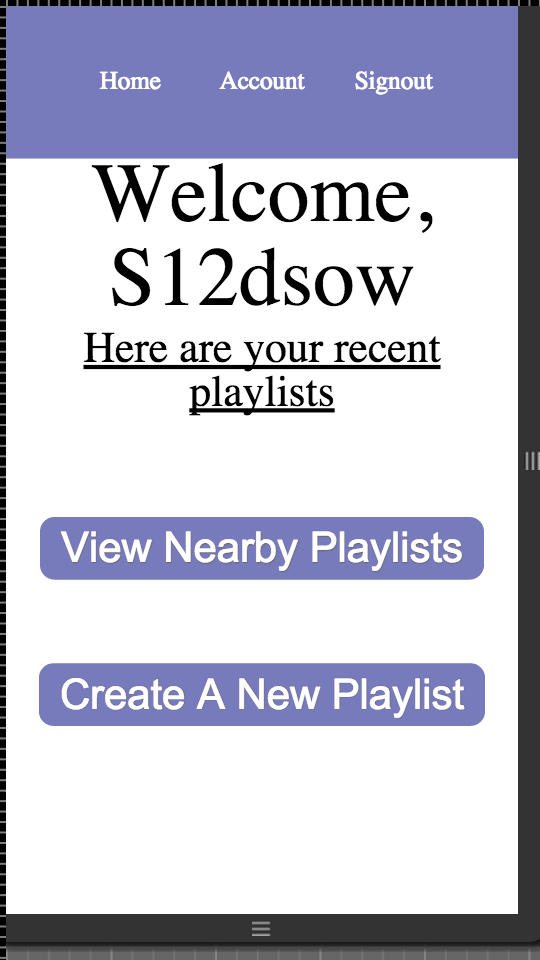 Home Account Signout
Welcome,
S12dsow
Here are your recent
playlists
View Nearby Playlists
Create A New Playlist